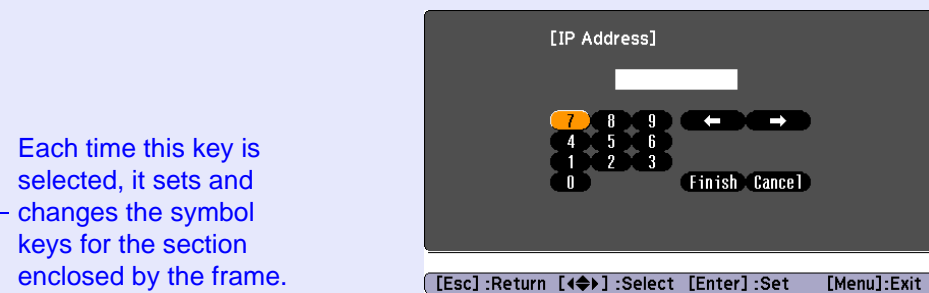 Each time this key is
selected, it sets and
changes the symbol
keys for the section
enclosed by the frame.
[IP Address]
7 8 9 ← →
4 5 6
1 2 3
0 Finish Cancel
[Esc] :Return [◀◆▶] :Select [Enter] :Set [Menu]:Exit